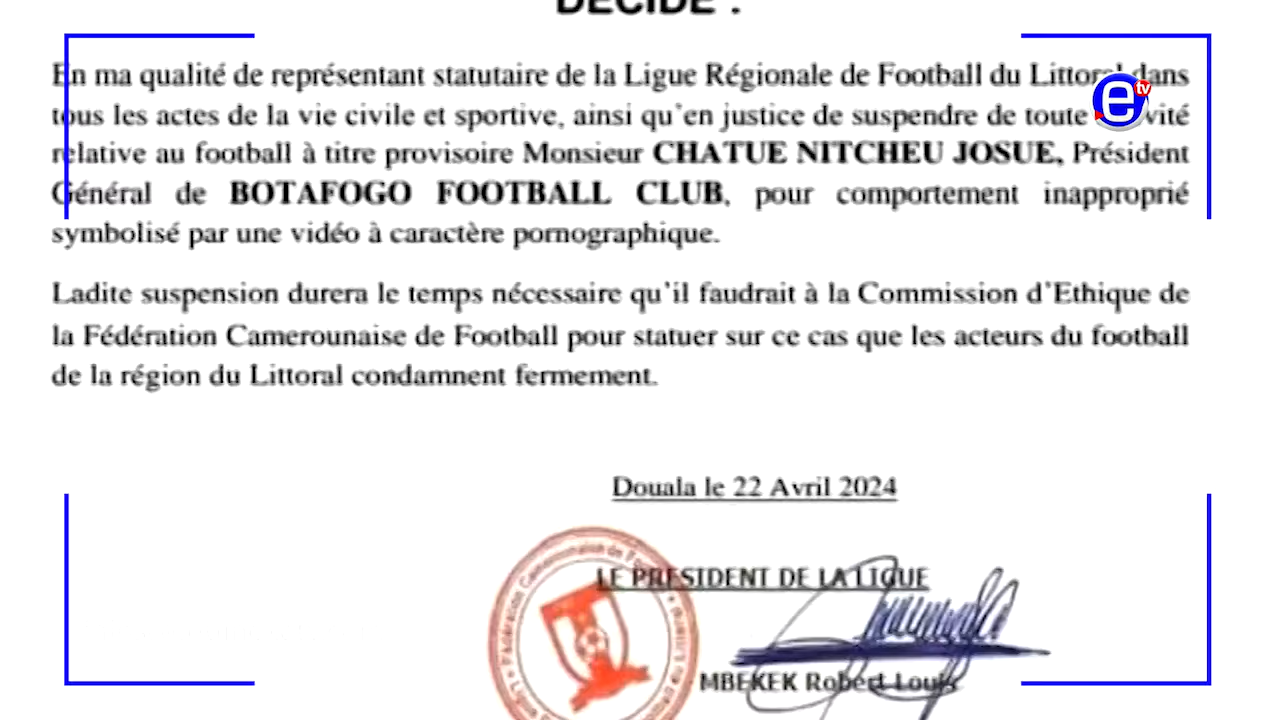 DECIDE :
En ma qualité de représentant statutaire de la Ligue Régionale de Football du Littoral dans
tous les actes de la vie civile et sportive, ainsi qu'en justice de suspendre de toute
relative au football à titre provisoire Monsieur CHATUE NITCHEU JOSUE, Président
Général de BOTAFOGO FOOTBALL CLUB, pour comportement inapproprié
symbolisé par une vidéo à caractère pornographique.
Ladite suspension durera le temps nécessaire qu'il faudrait à la Commission d'Ethique de
la Fédération Camerounaise de Football pour statuer sur ce cas que les acteurs du football
de la région du Littoral condamnent fermement.
Douala le 22 Avril 2024
LE PRESIDENT DE LA LIGUE
MBEKEK Robert Louis
Fédération Camerounaise de
e tv